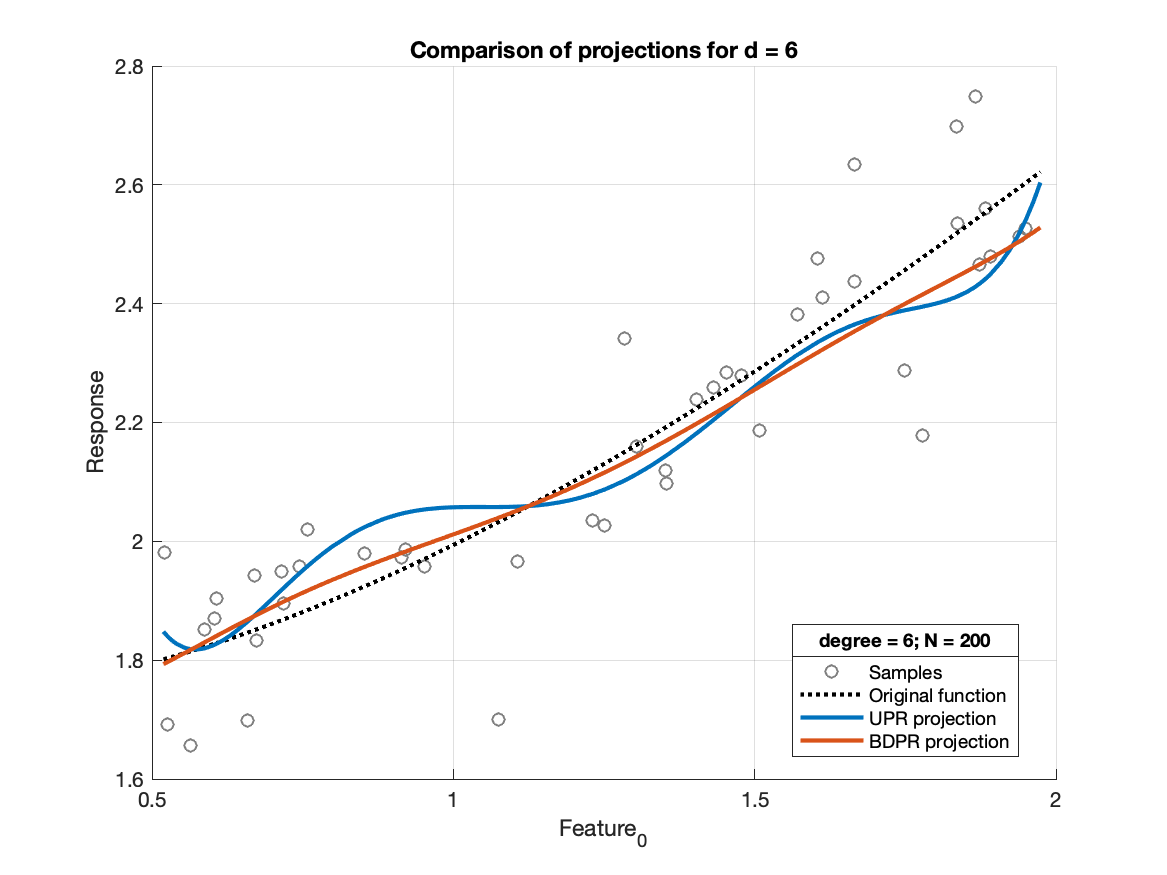 Comparison of projections for d = 6
2.8
2.6
2.4
2.2
2
1.8
1.6
Response
0.5
1
1.5
2
Feature₀
degree = 6; N = 200
Samples
Original function
UPR projection
BDPR projection